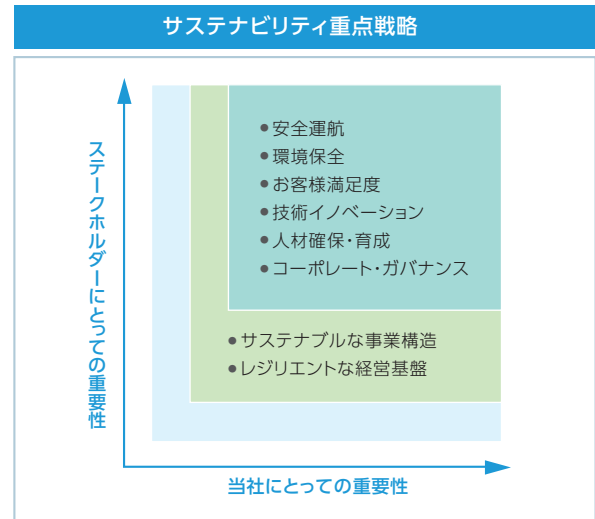 サステナビリティ重点戦略
ステークホルダーにとっての重要性
●安全運航
●環境保全
●お客様満足度
●技術イノベーション
●人材確保・育成
●コーポレート・ガバナンス
●サステナブルな事業構造
●レジリエントな経営基盤
当社にとっての重要性